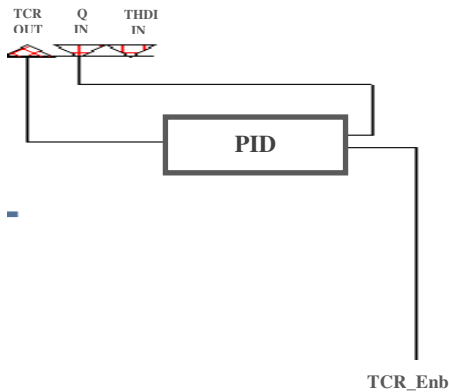 TCR
OUT
Q
IN
THDI
IN
PID
TCR_Enb